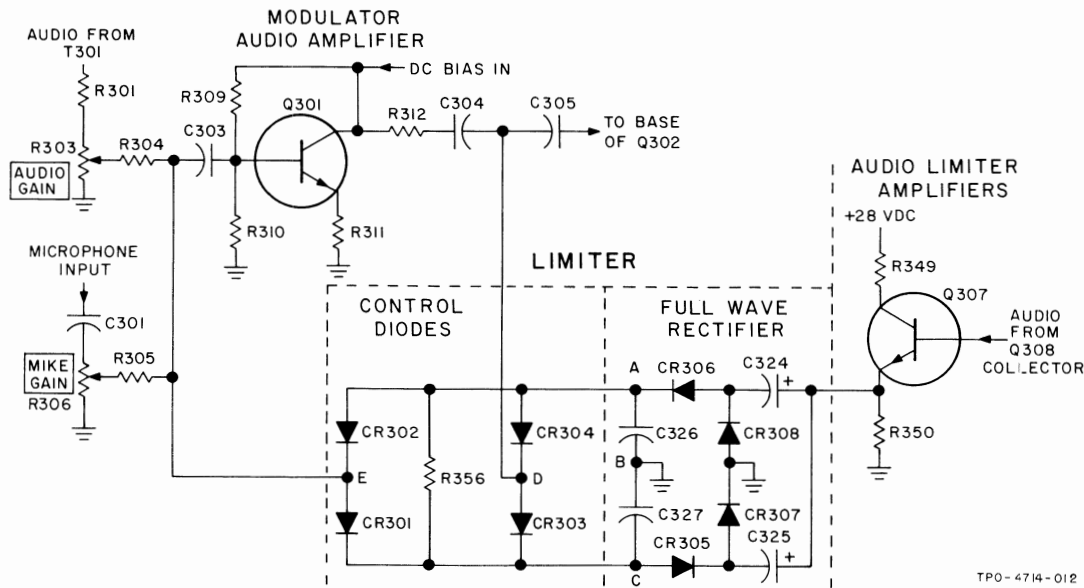 MODULATOR
AUDIO AMPLIFIER
AUDIO FROM
T301
R301
R303
AUDIO
GAIN
R304
C303
R309
Q301
DC BIAS IN
R312
C304
C305
TO BASE
OF Q302
R310
R311
MICROPHONE
INPUT
C301
MIKE
GAIN
R306
R305
LIMITER
CONTROL
DIODES
FULL WAVE
RECTIFIER
AUDIO LIMITER
AMPLIFIERS
+28 VDC
R349
Q307
AUDIO
FROM
Q308
COLLECTOR
R350
A
CR306
C324
+
CR302
CR304
C326
CR308
E
R356
D
B
CR301
CR303
C327
CR307
C325
CR305
+
C
TPO-4714-012